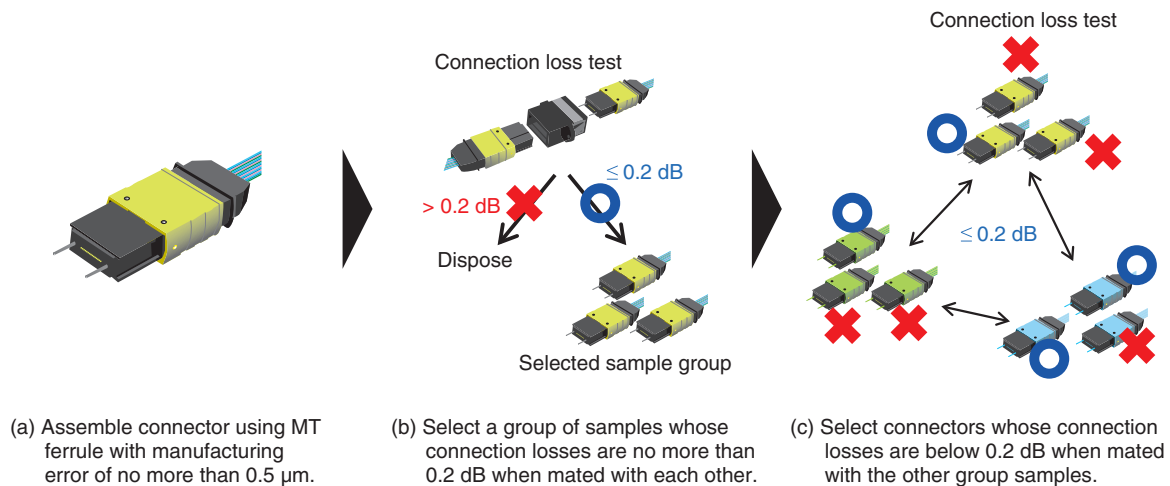 Connection loss test
Connection loss test
≤ 0.2 dB
> 0.2 dB
Dispose
≤ 0.2 dB
Selected sample group
(a) Assemble connector using MT
ferrule with manufacturing
error of no more than 0.5 μm.
(b) Select a group of samples whose
connection losses are no more than
0.2 dB when mated with each other.
(c) Select connectors whose connection
losses are below 0.2 dB when mated
with the other group samples.